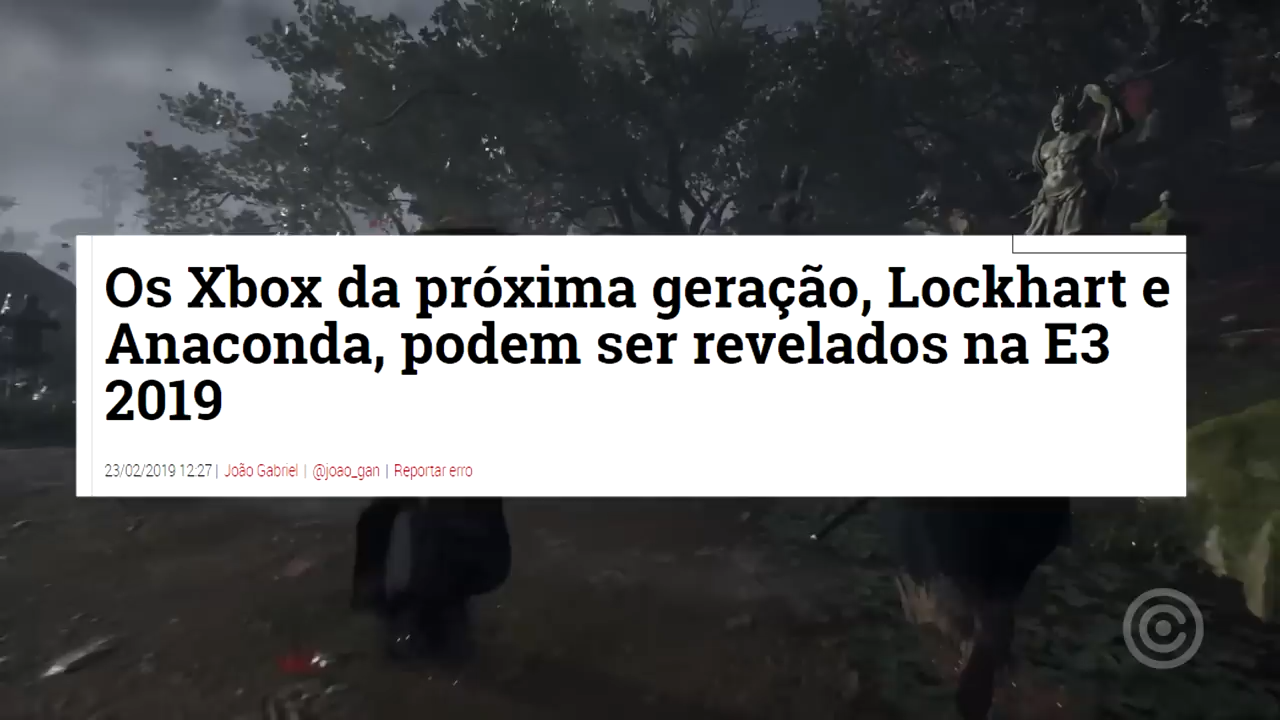 Os Xbox da próxima geração, Lockhart e
Anaconda, podem ser revelados na E3
2019
23/02/2019 12:27 | João Gabriel | @joao_gan | Reportar erro